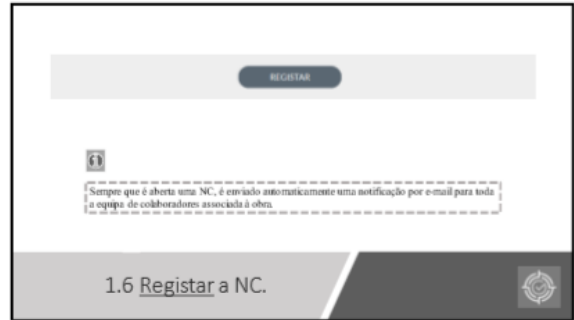 REGISTAR
Sempre que é aberta uma NC, é enviado automaticamente uma notificação por e-mail para toda
a equipa de colaboradores associada à obra.
1.6 Registar a NC.